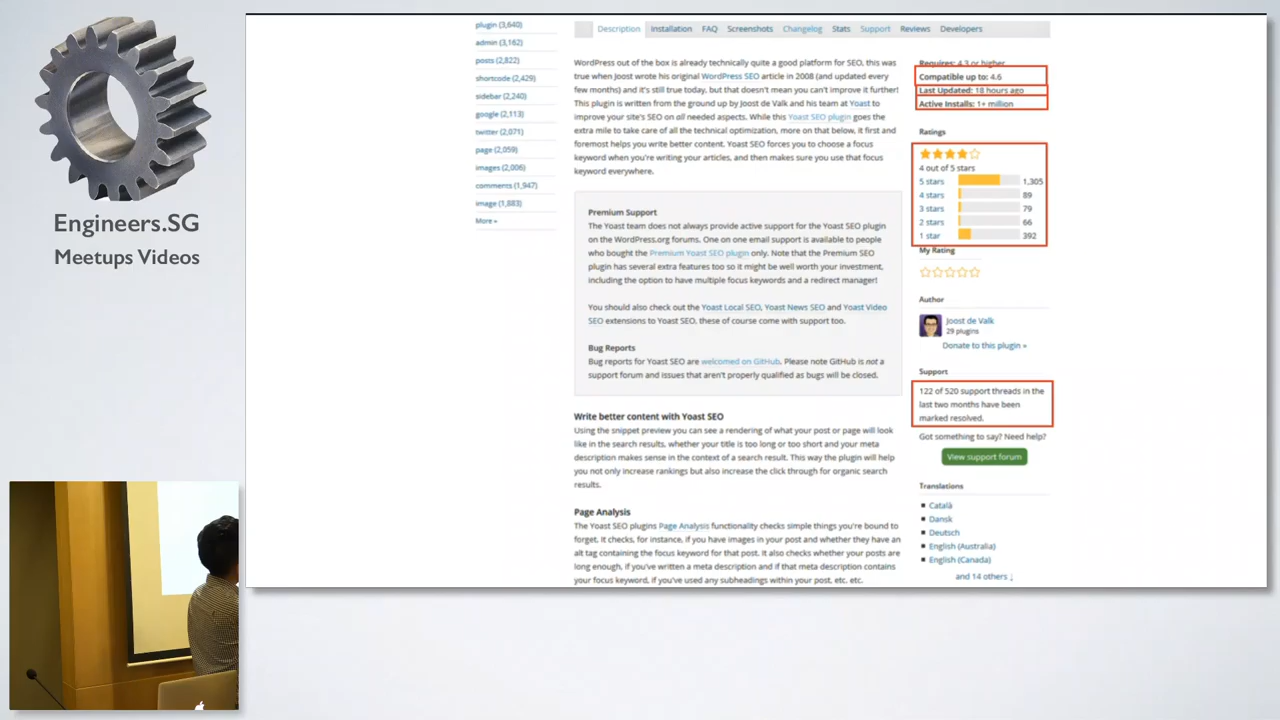 Engineers.SG
Meetups Videos
plugin (3,640)
admin (3,162)
posts (2,822)
shortcode (2,429)
sidebar (2,240)
google (2,113)
twitter (2,071)
page (2,059)
images (2,006)
comments (1,947)
image (1,883)
More »
Description Installation FAQ Screenshots Changelog Stats Support Reviews Developers
WordPress out of the box is already technically quite a good platform for SEO, this was
true when Joost wrote his original WordPress SEO article in 2008 (and updated every
few months) and it's still true today, but that doesn't mean you can't improve it further!
This plugin is written from the ground up by Joost de Valk and his team at Yoast to
improve your site's SEO on all needed aspects. While this Yoast SEO plugin goes the
extra mile to take care of all the technical optimization, more on that below, it first and
foremost helps you write better content. Yoast SEO forces you to choose a focus
keyword when you're writing your articles, and then makes sure you use that focus
keyword everywhere.
Premium Support
The Yoast team does not always provide active support for the Yoast SEO plugin
on the WordPress.org forums. One on one email support is available to people
who bought the Premium Yoast SEO plugin only. Note that the Premium SEO
plugin has several extra features too so it might be well worth your investment,
including the option to have multiple focus keywords and a redirect manager!
You should also check out the Yoast Local SEO, Yoast News SEO and Yoast Video
SEO extensions to Yoast SEO, these of course come with support too.
Bug Reports
Bug reports for Yoast SEO are welcomed on GitHub. Please note GitHub is not a
support forum and issues that aren't properly qualified as bugs will be closed.
Write better content with Yoast SEO
Using the snippet preview you can see a rendering of what your post or page will look
like in the search results, whether your title is too long or too short and your meta
description makes sense in the context of a search result. This way the plugin will help
you not only increase rankings but also increase the click through for organic search
results.
Page Analysis
The Yoast SEO plugins Page Analysis functionality checks simple things you're bound to
forget. It checks, for instance, if you have images in your post and whether they have an
alt tag containing the focus keyword for that post. It also checks whether your posts are
long enough, if you've written a meta description and if that meta description contains
your focus keyword, if you've used any subheadings within your post, etc. etc.
Requires: 4.3 or higher
Compatible up to: 4.6
Last Updated: 18 hours ago
Active Installs: 1+ million
Ratings
4 out of 5 stars
5 stars 1,305
4 stars 89
3 stars 79
2 stars 66
1 star 392
My Rating
Author
Joost de Valk
29 plugins
Donate to this plugin »
Support
122 of 520 support threads in the
last two months have been
marked resolved.
Got something to say? Need help?
View support forum
Translations
Català
Dansk
Deutsch
English (Australia)
English (Canada)
and 14 others ↓